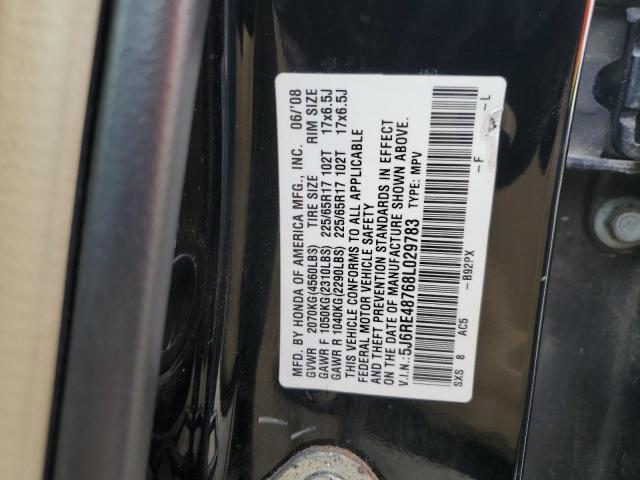 MFD. BY HONDA OF AMERICA MFG., INC. 06/'08
GVWR 2070KG(4560LBS) TIRE SIZE RIM SIZE
GAWR F 1050KG(2310LBS) 225/65R17 102T 17x6.5J
GAWR R 1040KG(2290LBS) 225/65R17 102T 17x6.5J
THIS VEHICLE CONFORMS TO ALL APPLICABLE
FEDERAL MOTOR VEHICLE SAFETY
AND THEFT PREVENTION STANDARDS IN EFFECT
ON THE DATE OF MANUFACTURE SHOWN ABOVE.
V.I.N.: 5J6RE48768L029783 TYPE: MPV
SXS 8 AC5 -B92PX -F -L